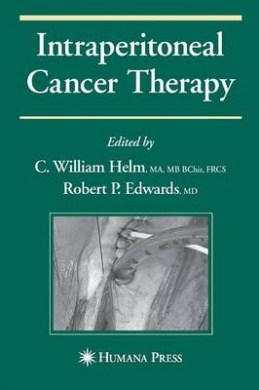 Intraperitoneal
Cancer Therapy
Edited by
C. William Helm, MA, MB BChir, FRCS
Robert P. Edwards, MD
HUMANA PRESS